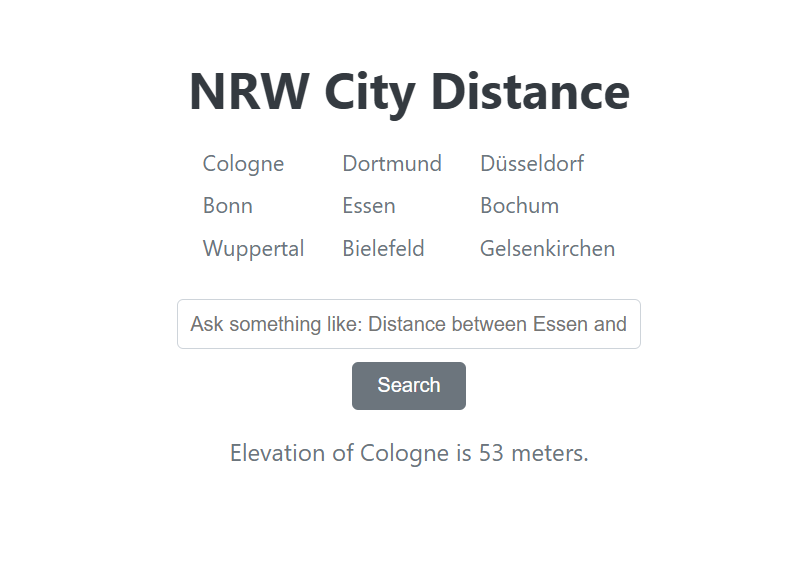 NRW City Distance
Cologne Dortmund Düsseldorf
Bonn Essen Bochum
Wuppertal Bielefeld Gelsenkirchen
Ask something like: Distance between Essen and
Search
Elevation of Cologne is 53 meters.